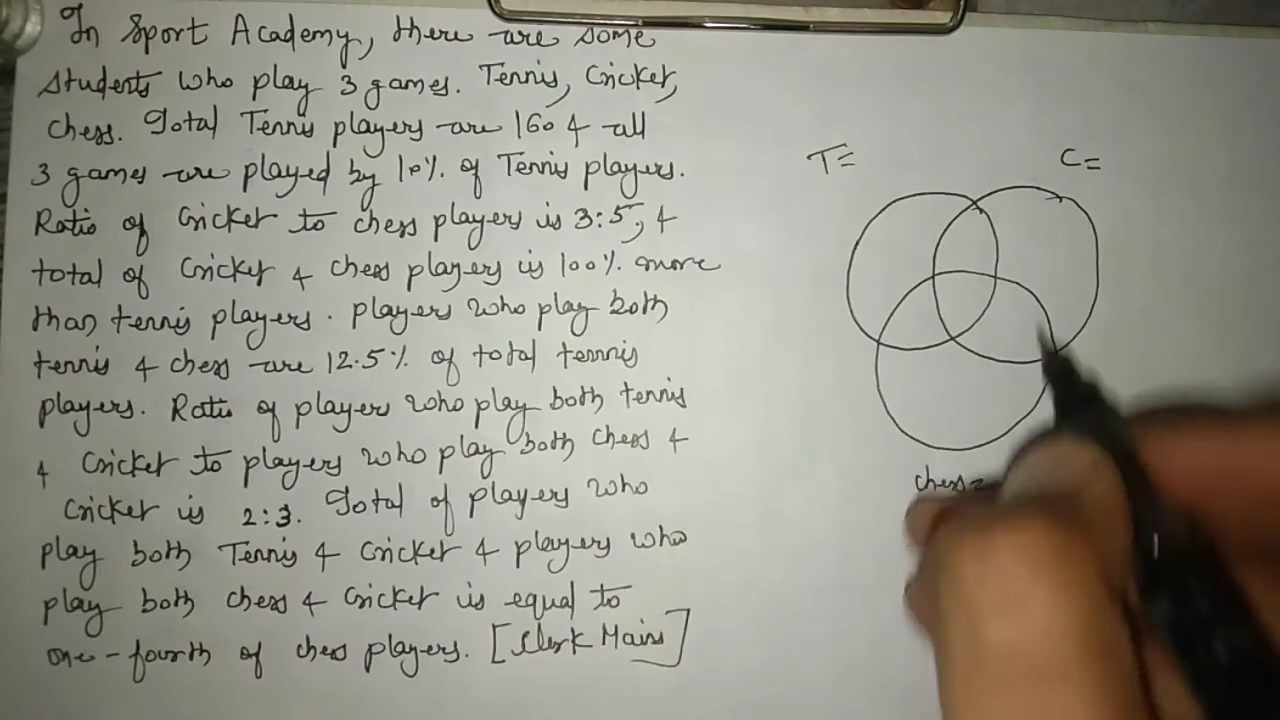 In Sport Academy, there are some
students who play 3 games. Tennis, Cricket,
chess. Total Tennis players are 160 & all
3 games are played by 10% of Tennis players.
Ratio of Cricket to chess players is 3:5, &
total of Cricket & chess players is 100% more
than tennis players. players who play both
tennis & chess are 12.5% of total tennis
players. Ratio of players who play both tennis
& Cricket to players who play both chess &
Cricket is 2:3. Total of players who
play both Tennis & Cricket & players who
play both chess & Cricket is equal to
one-fourth of chess players. [Clerk Mains]
T=
C=
chess=